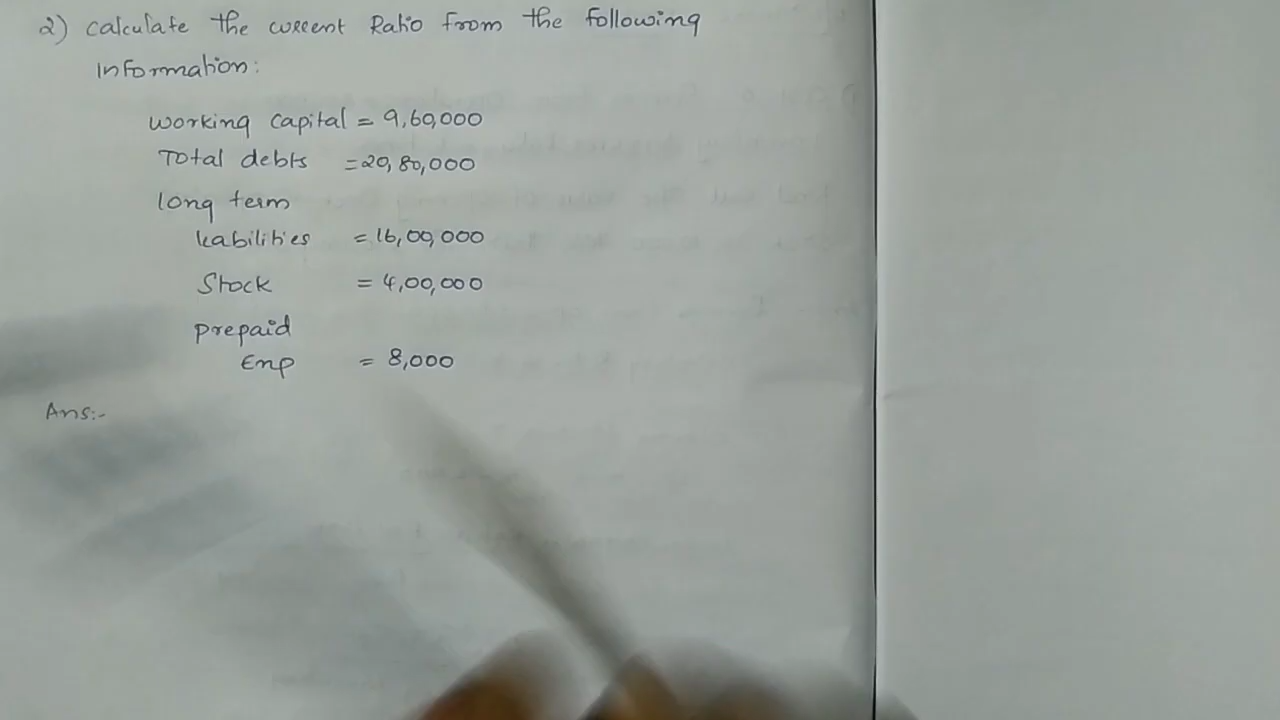 2) calculate the current Ratio from the following
Information:
working capital = 9,60,000
Total debts = 20,80,000
long term
liabilities = 16,00,000
Stock = 4,00,000
prepaid
Exp = 8,000
Ans:-